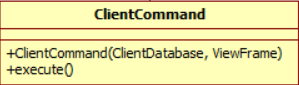 ClientCommand
+ClientCommand(ClientDatabase, ViewFrame)
+execute()